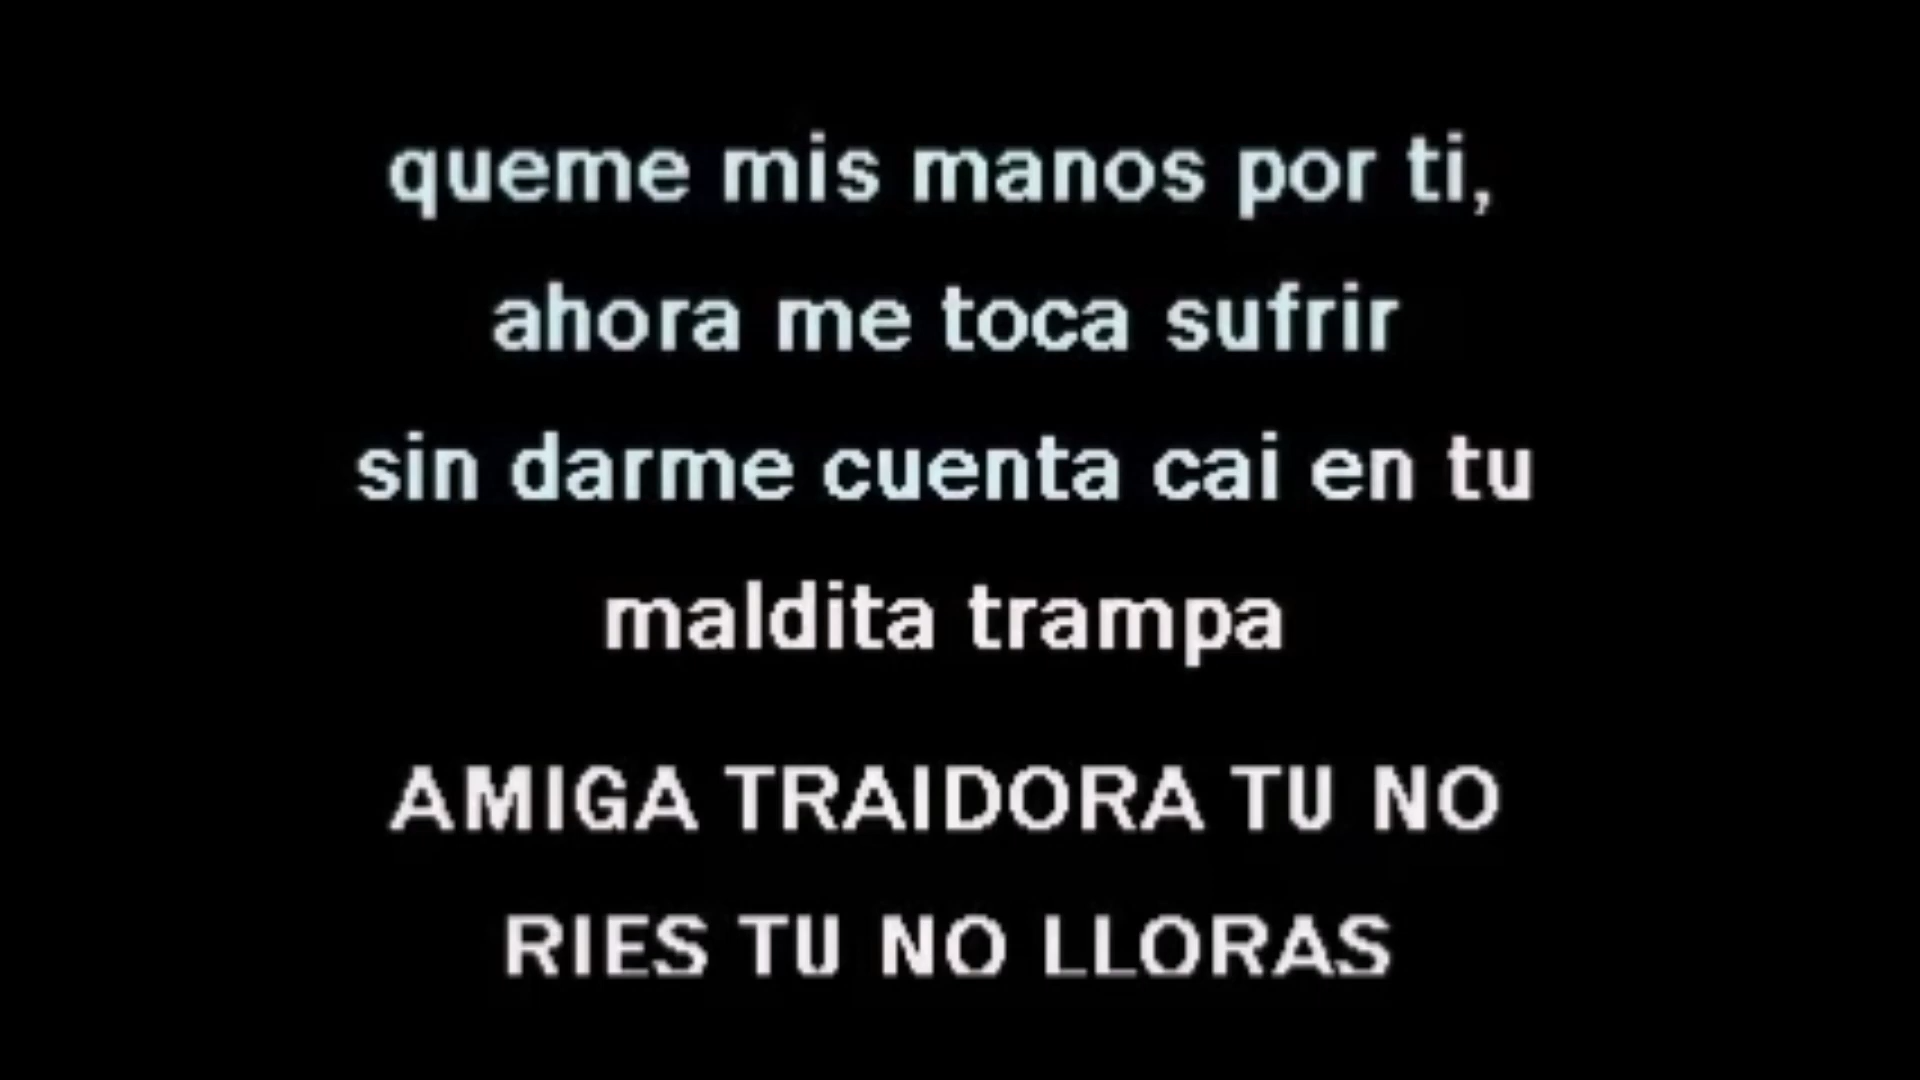 queme mis manos por ti,
ahora me toca sufrir
sin darme cuenta cai en tu
maldita trampa
AMIGA TRAIDORA TU NO
RIES TU NO LLORAS